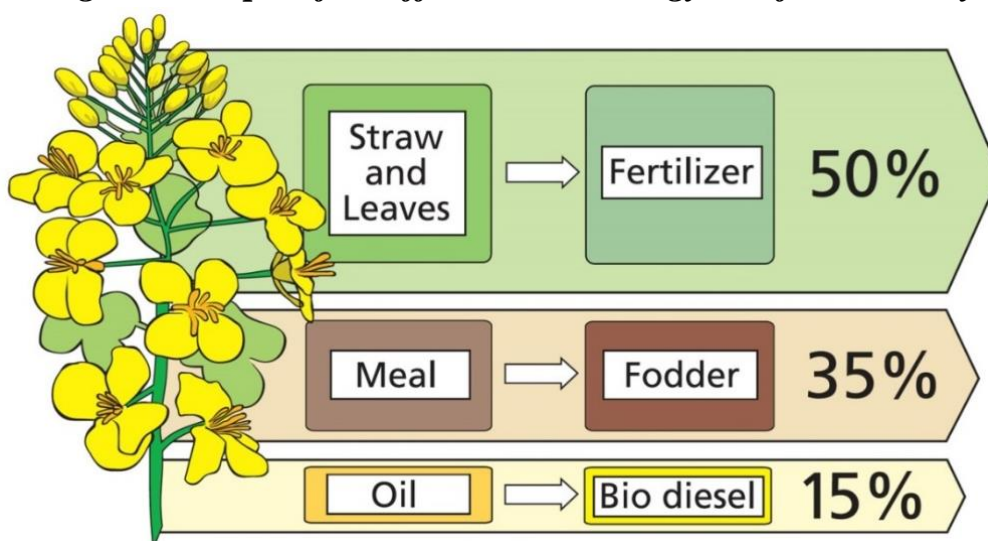 Straw
and
Leaves
Fertilizer
50%
Meal
Fodder
35%
Oil
Bio diesel
15%